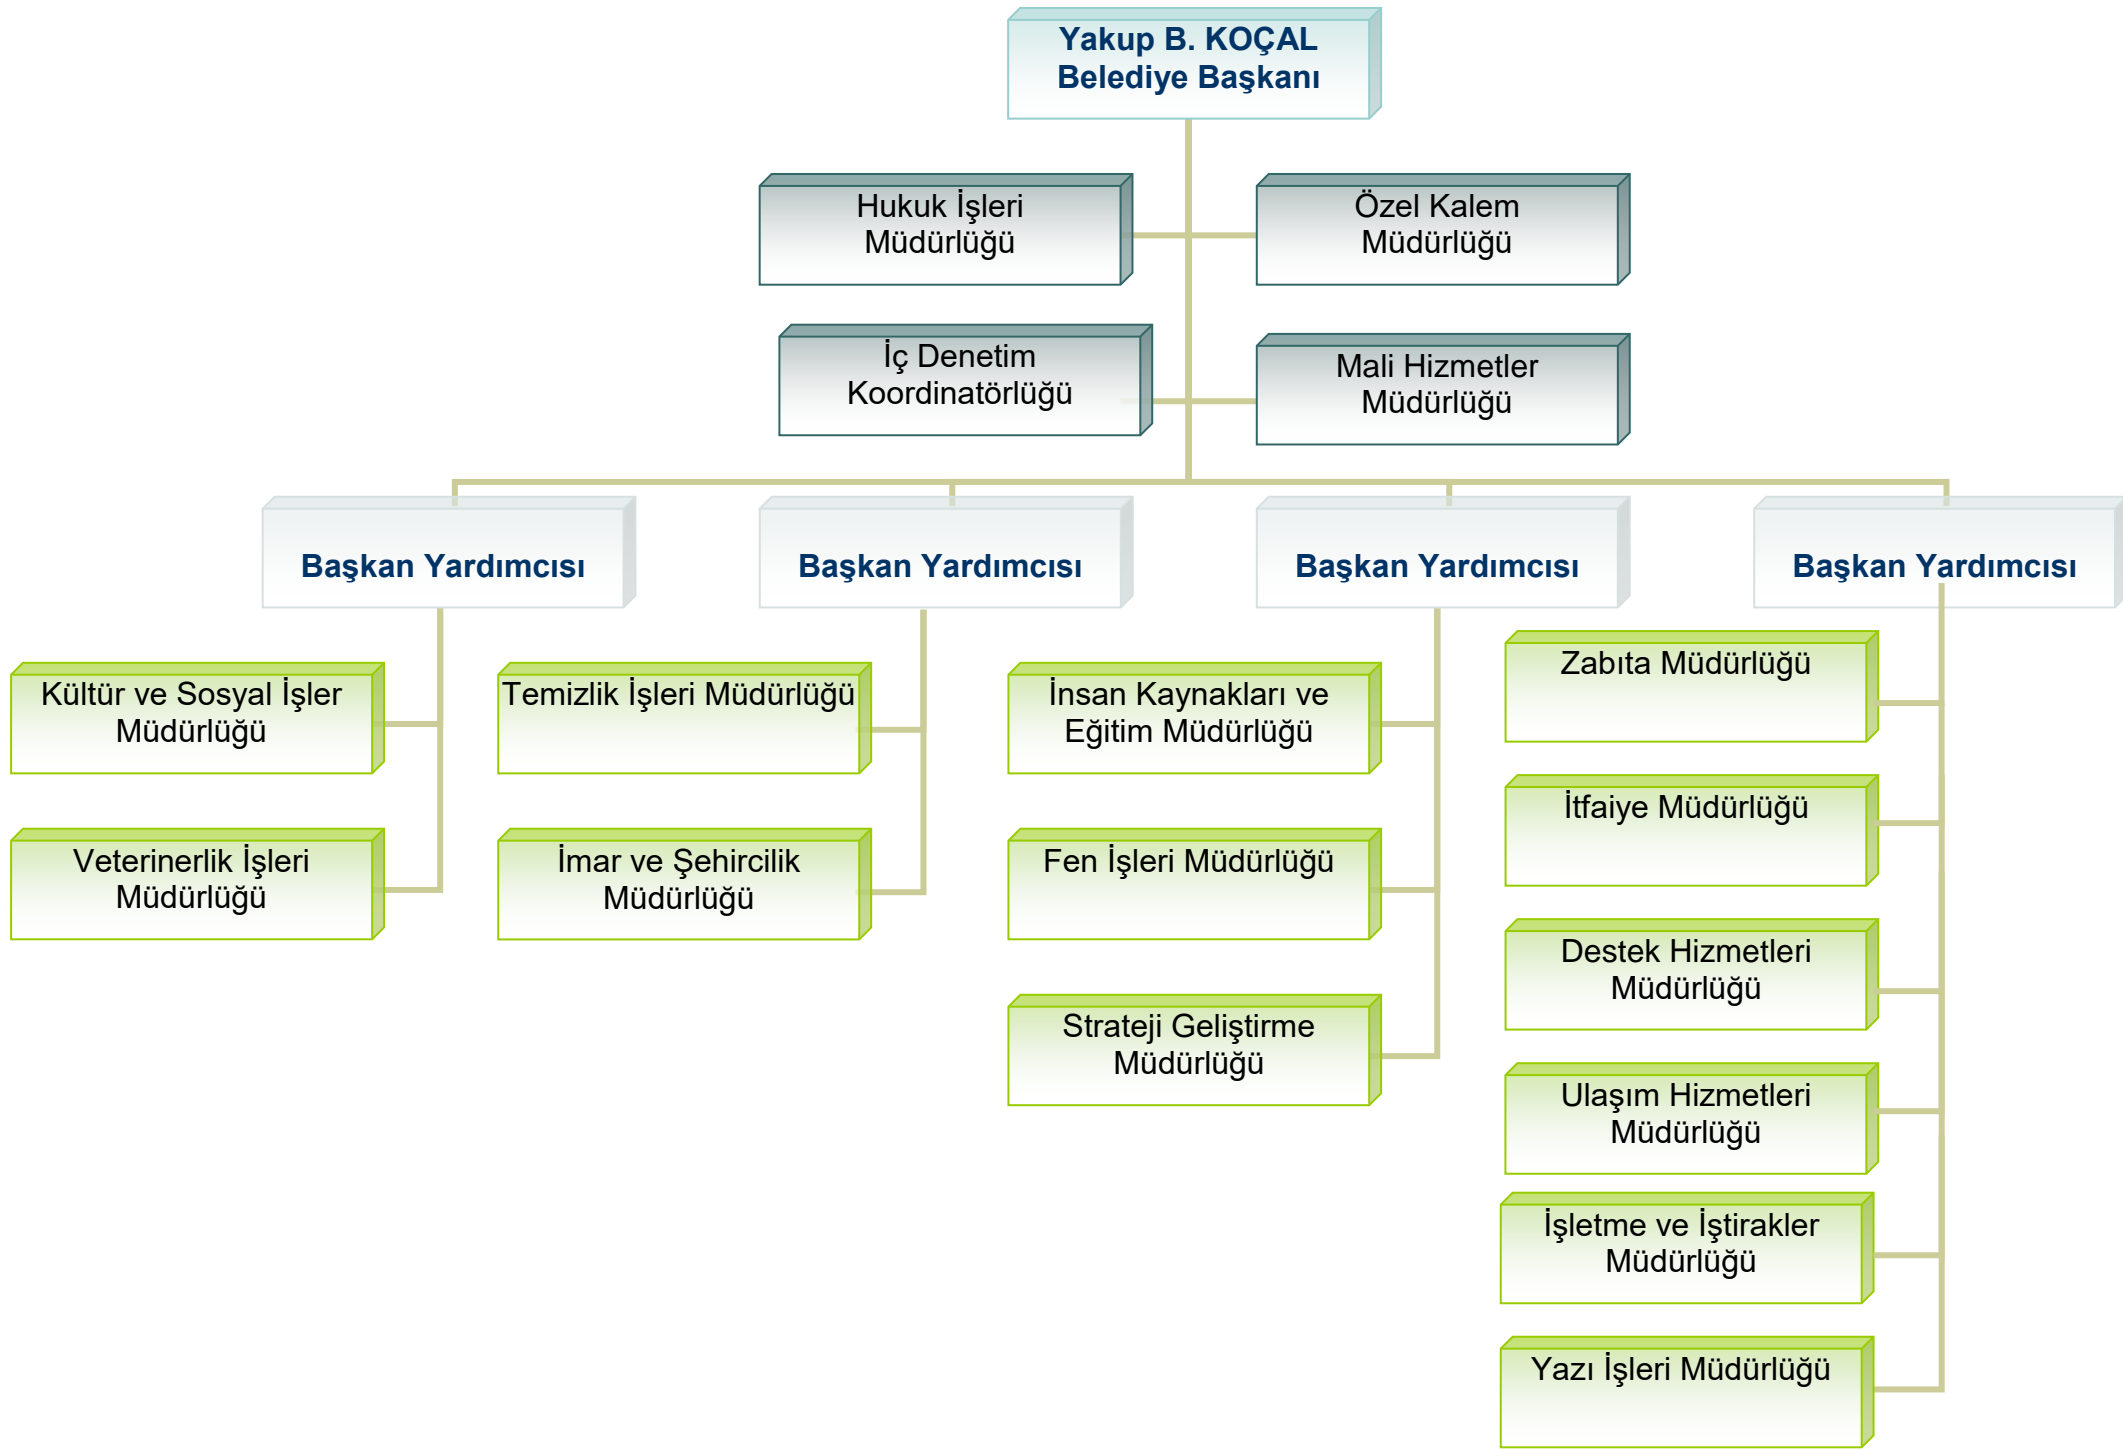 Yakup B. KOÇAL
Belediye Başkanı
Hukuk İşleri
Müdürlüğü
Özel Kalem
Müdürlüğü
İç Denetim
Koordinatörlüğü
Mali Hizmetler
Müdürlüğü
Başkan Yardımcısı
Başkan Yardımcısı
Başkan Yardımcısı
Başkan Yardımcısı
Kültür ve Sosyal İşler
Müdürlüğü
Veterinerlik İşleri
Müdürlüğü
Temizlik İşleri Müdürlüğü
İmar ve Şehircilik
Müdürlüğü
İnsan Kaynakları ve
Eğitim Müdürlüğü
Fen İşleri Müdürlüğü
Strateji Geliştirme
Müdürlüğü
Zabıta Müdürlüğü
İtfaiye Müdürlüğü
Destek Hizmetleri
Müdürlüğü
Ulaşım Hizmetleri
Müdürlüğü
İşletme ve İştirakler
Müdürlüğü
Yazı İşleri Müdürlüğü